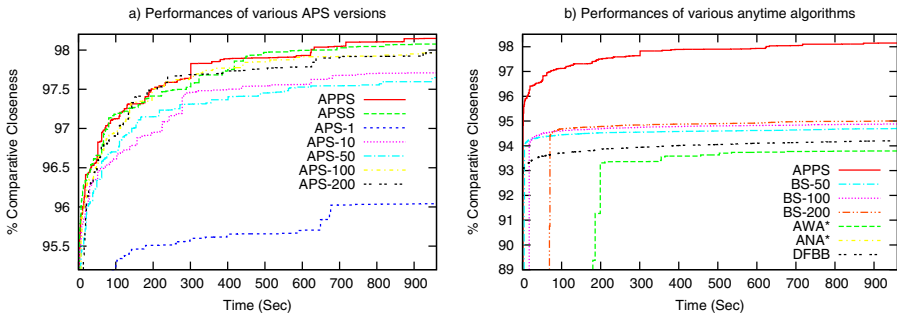 a) Performances of various APS versions
% Comparative Closeness
98
97.5
97
96.5
96
95.5
0 100 200 300 400 500 600 700 800 900
Time (Sec)
APPS
APSS
APS-1
APS-10
APS-50
APS-100
APS-200
b) Performances of various anytime algorithms
% Comparative Closeness
98
97
96
95
94
93
92
91
90
89
0 100 200 300 400 500 600 700 800 900
Time (Sec)
APPS
BS-50
BS-100
BS-200
AWA*
ANA*
DFBB